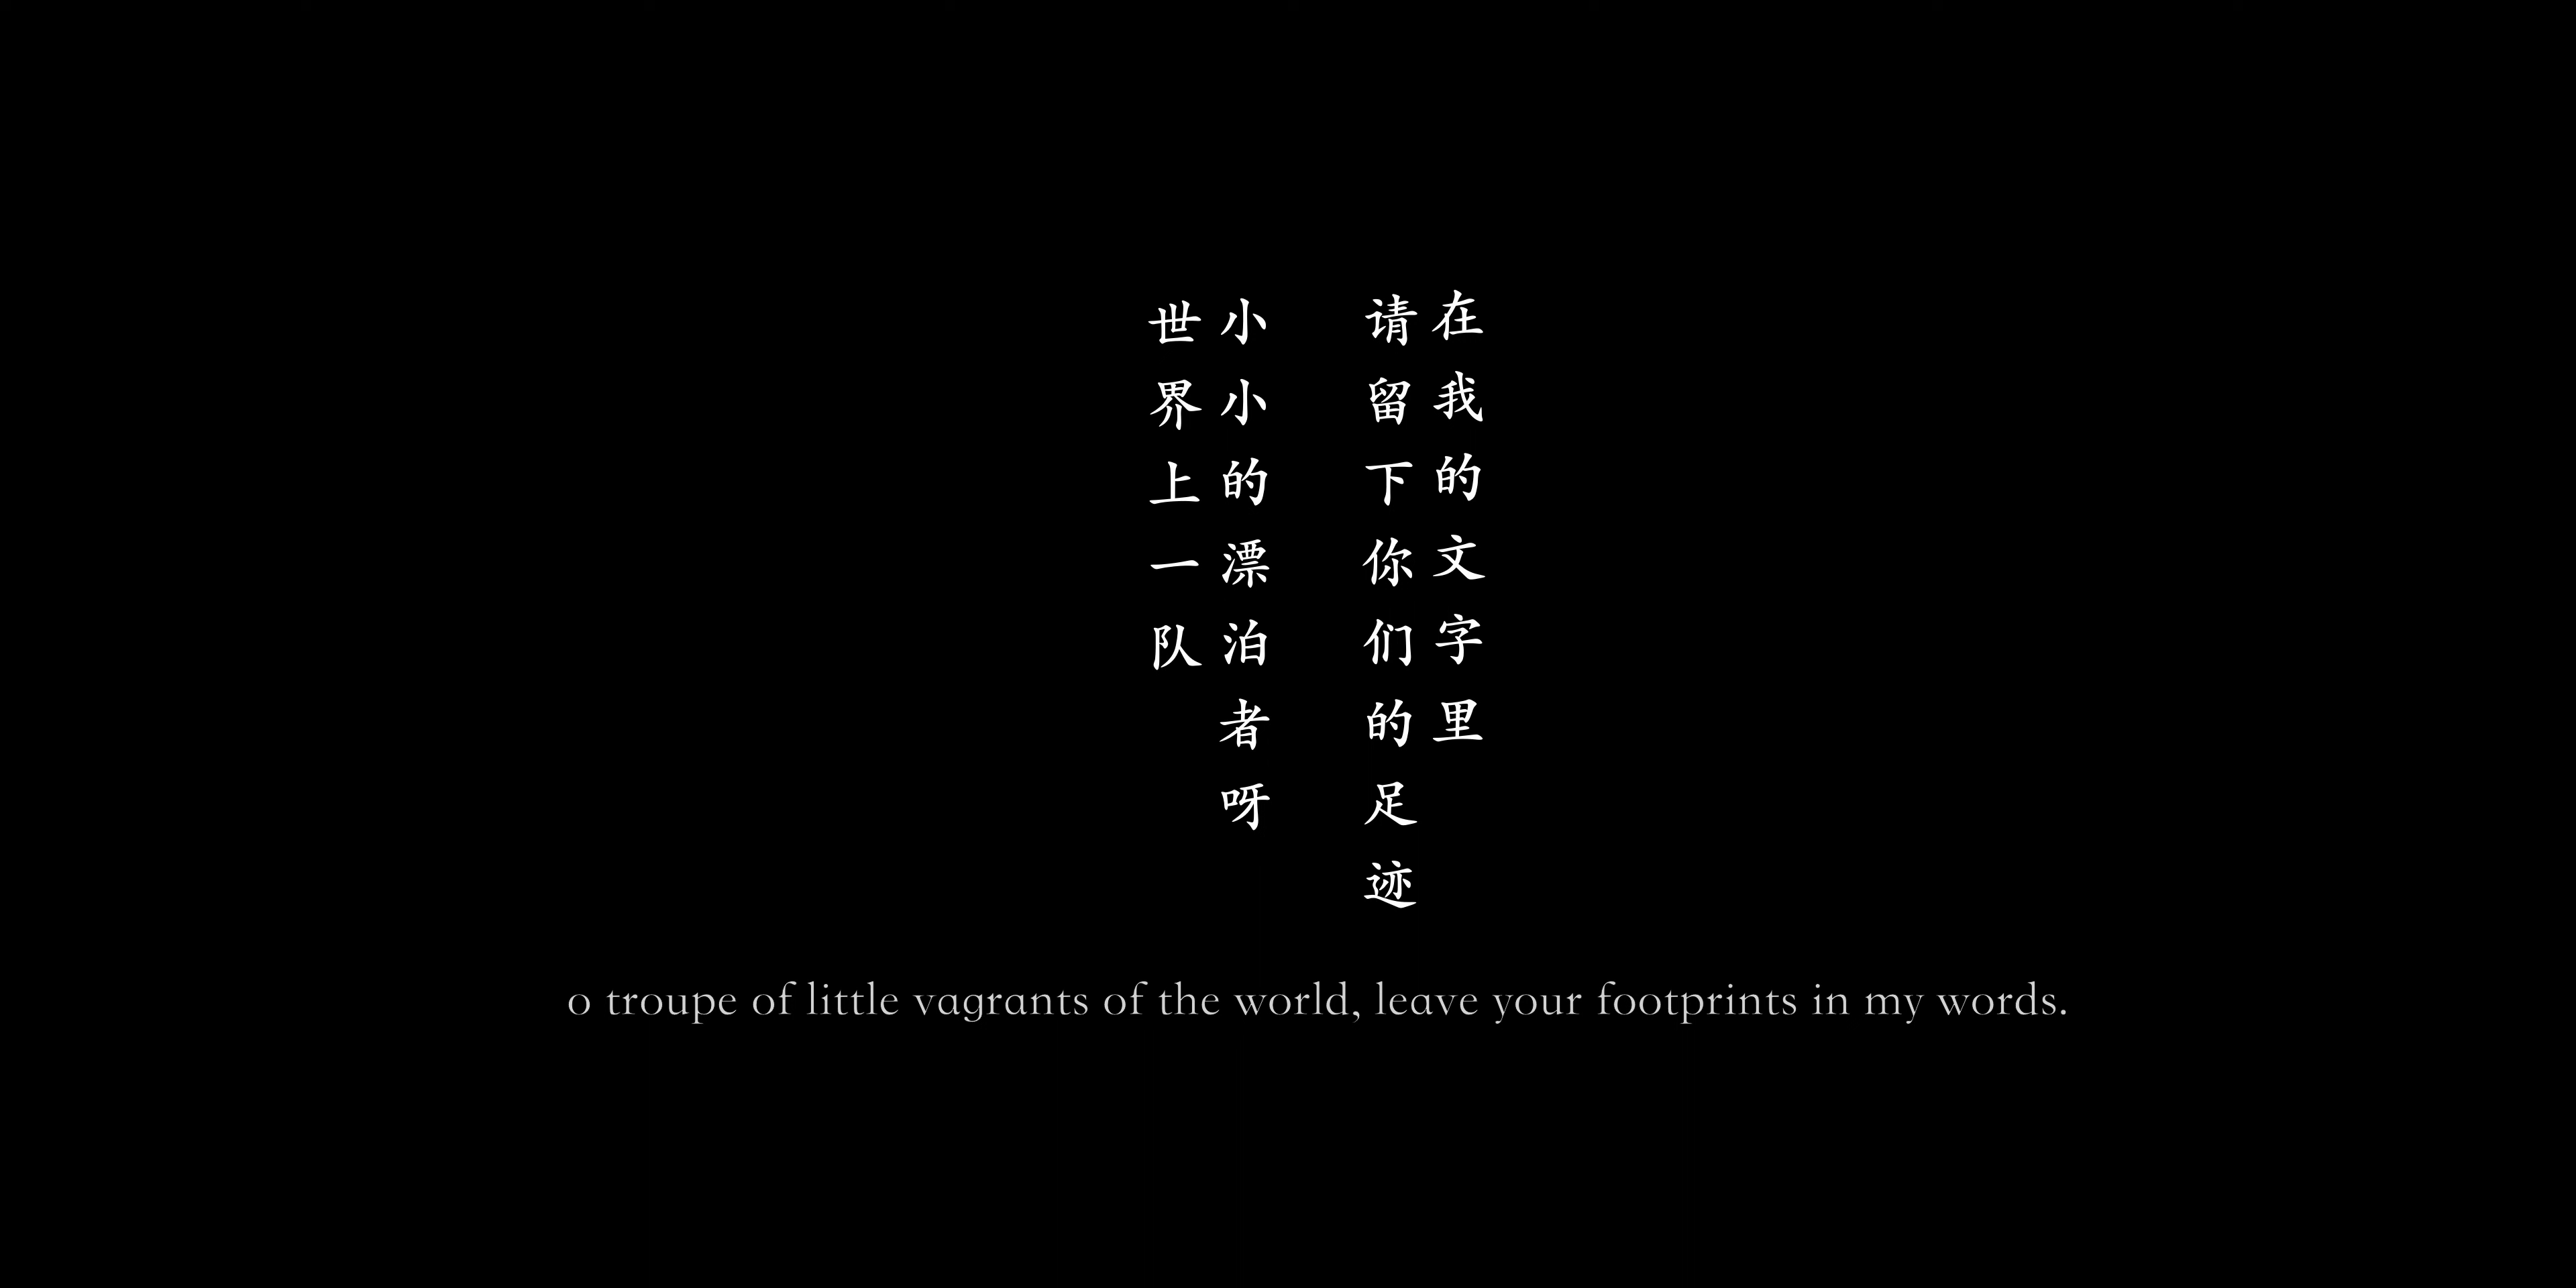 世界上一队
小小的漂泊者呀
请留下你们的足迹
在我的文字里
o troupe of little vagrants of the world, leave your footprints in my words.